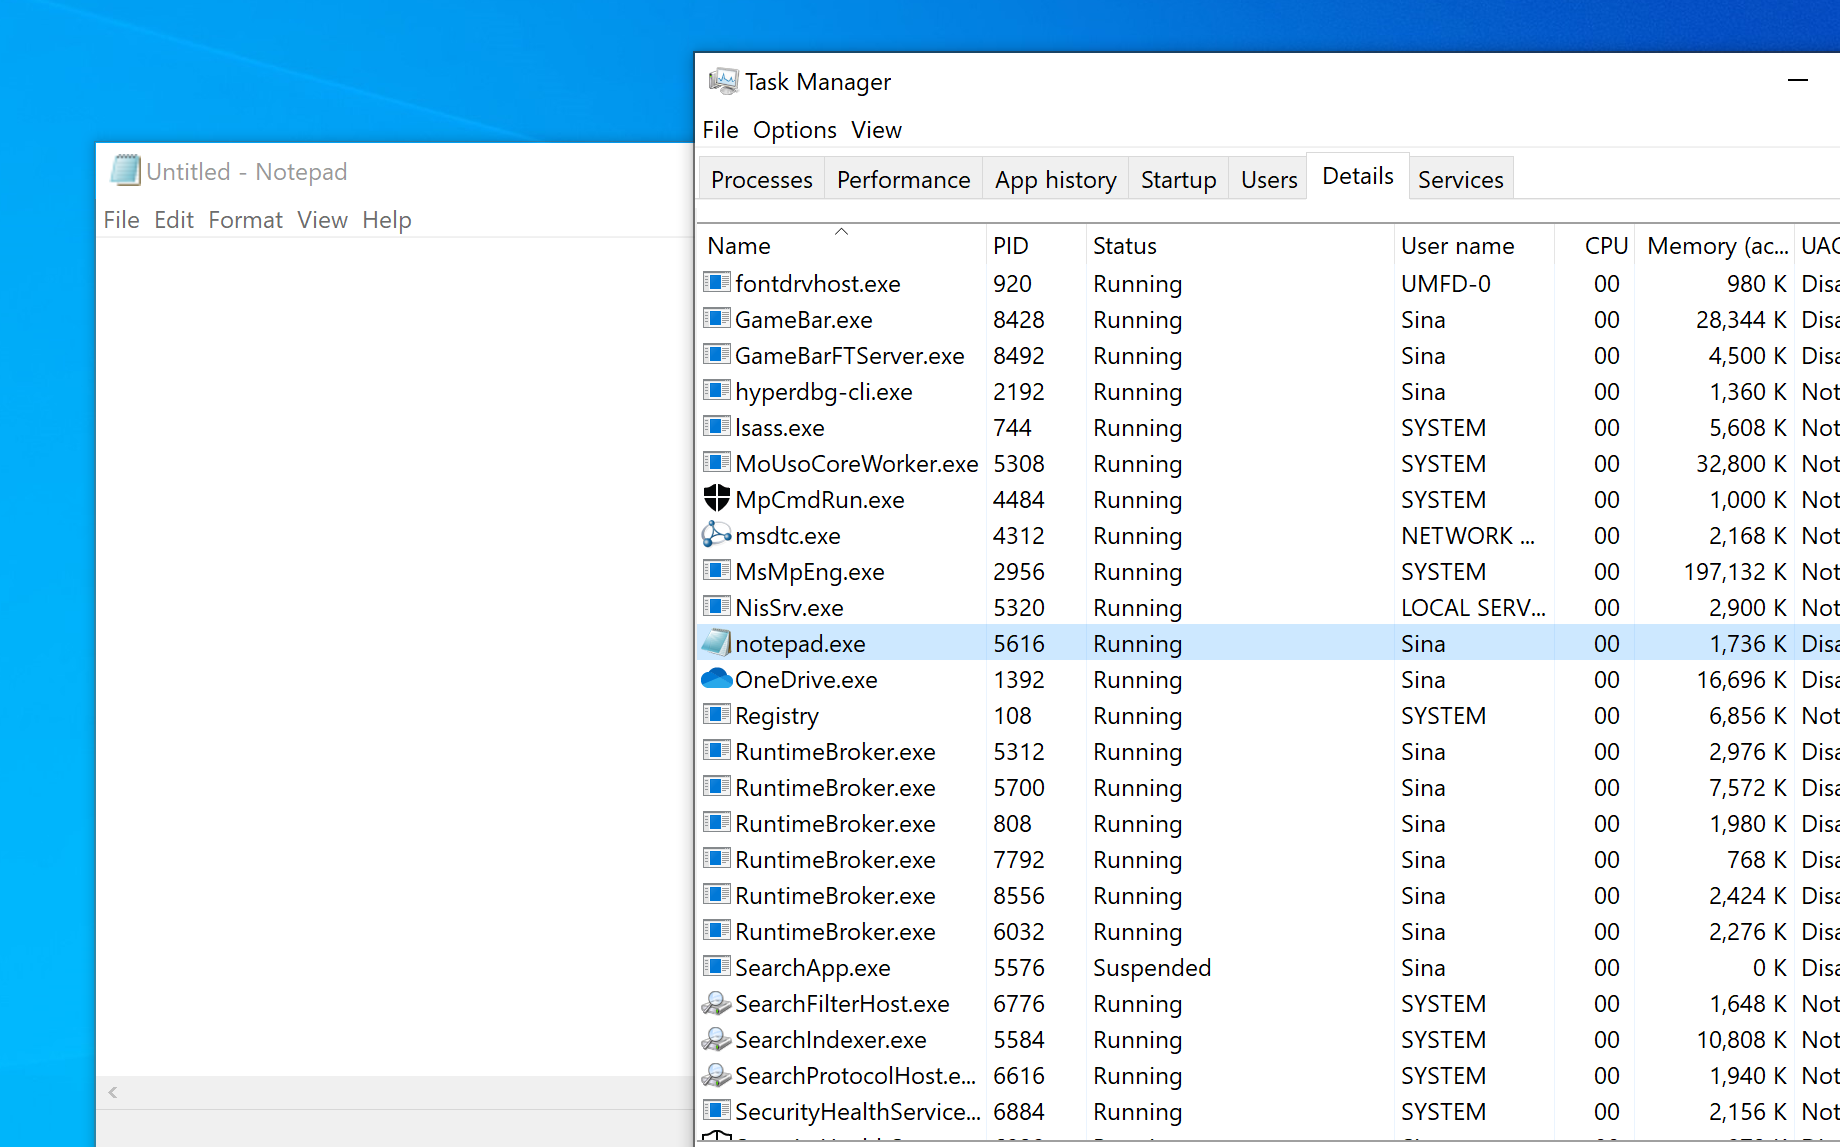 Untitled - Notepad
File Edit Format View Help
Task Manager
File Options View
Processes Performance App history Startup Users Details Services
Name PID Status User name CPU Memory (ac... UAC
fontdrvhost.exe 920 Running UMFD-0 00 980 K Disa
GameBar.exe 8428 Running Sina 00 28,344 K Disa
GameBarFTServer.exe 8492 Running Sina 00 4,500 K Disa
hyperdbg-cli.exe 2192 Running Sina 00 1,360 K Not
lsass.exe 744 Running SYSTEM 00 5,608 K Not
MoUsoCoreWorker.exe 5308 Running SYSTEM 00 32,800 K Not
MpCmdRun.exe 4484 Running SYSTEM 00 1,000 K Not
msdtc.exe 4312 Running NETWORK ... 00 2,168 K Not
MsMpEng.exe 2956 Running SYSTEM 00 197,132 K Not
NisSrv.exe 5320 Running LOCAL SERV... 00 2,900 K Not
notepad.exe 5616 Running Sina 00 1,736 K Disa
OneDrive.exe 1392 Running Sina 00 16,696 K Disa
Registry 108 Running SYSTEM 00 6,856 K Not
RuntimeBroker.exe 5312 Running Sina 00 2,976 K Disa
RuntimeBroker.exe 5700 Running Sina 00 7,572 K Disa
RuntimeBroker.exe 808 Running Sina 00 1,980 K Disa
RuntimeBroker.exe 7792 Running Sina 00 768 K Disa
RuntimeBroker.exe 8556 Running Sina 00 2,424 K Disa
RuntimeBroker.exe 6032 Running Sina 00 2,276 K Disa
SearchApp.exe 5576 Suspended Sina 00 0 K Disa
SearchFilterHost.exe 6776 Running SYSTEM 00 1,648 K Not
SearchIndexer.exe 5584 Running SYSTEM 00 10,808 K Not
SearchProtocolHost.e... 6616 Running SYSTEM 00 1,940 K Not
SecurityHealthService... 6884 Running SYSTEM 00 2,156 K Not